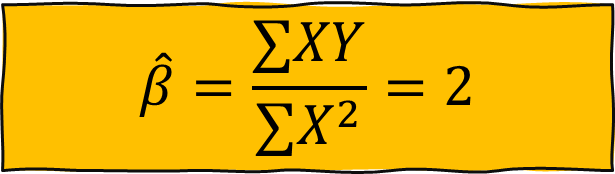 β̂ = ∑XY / ∑X² = 2